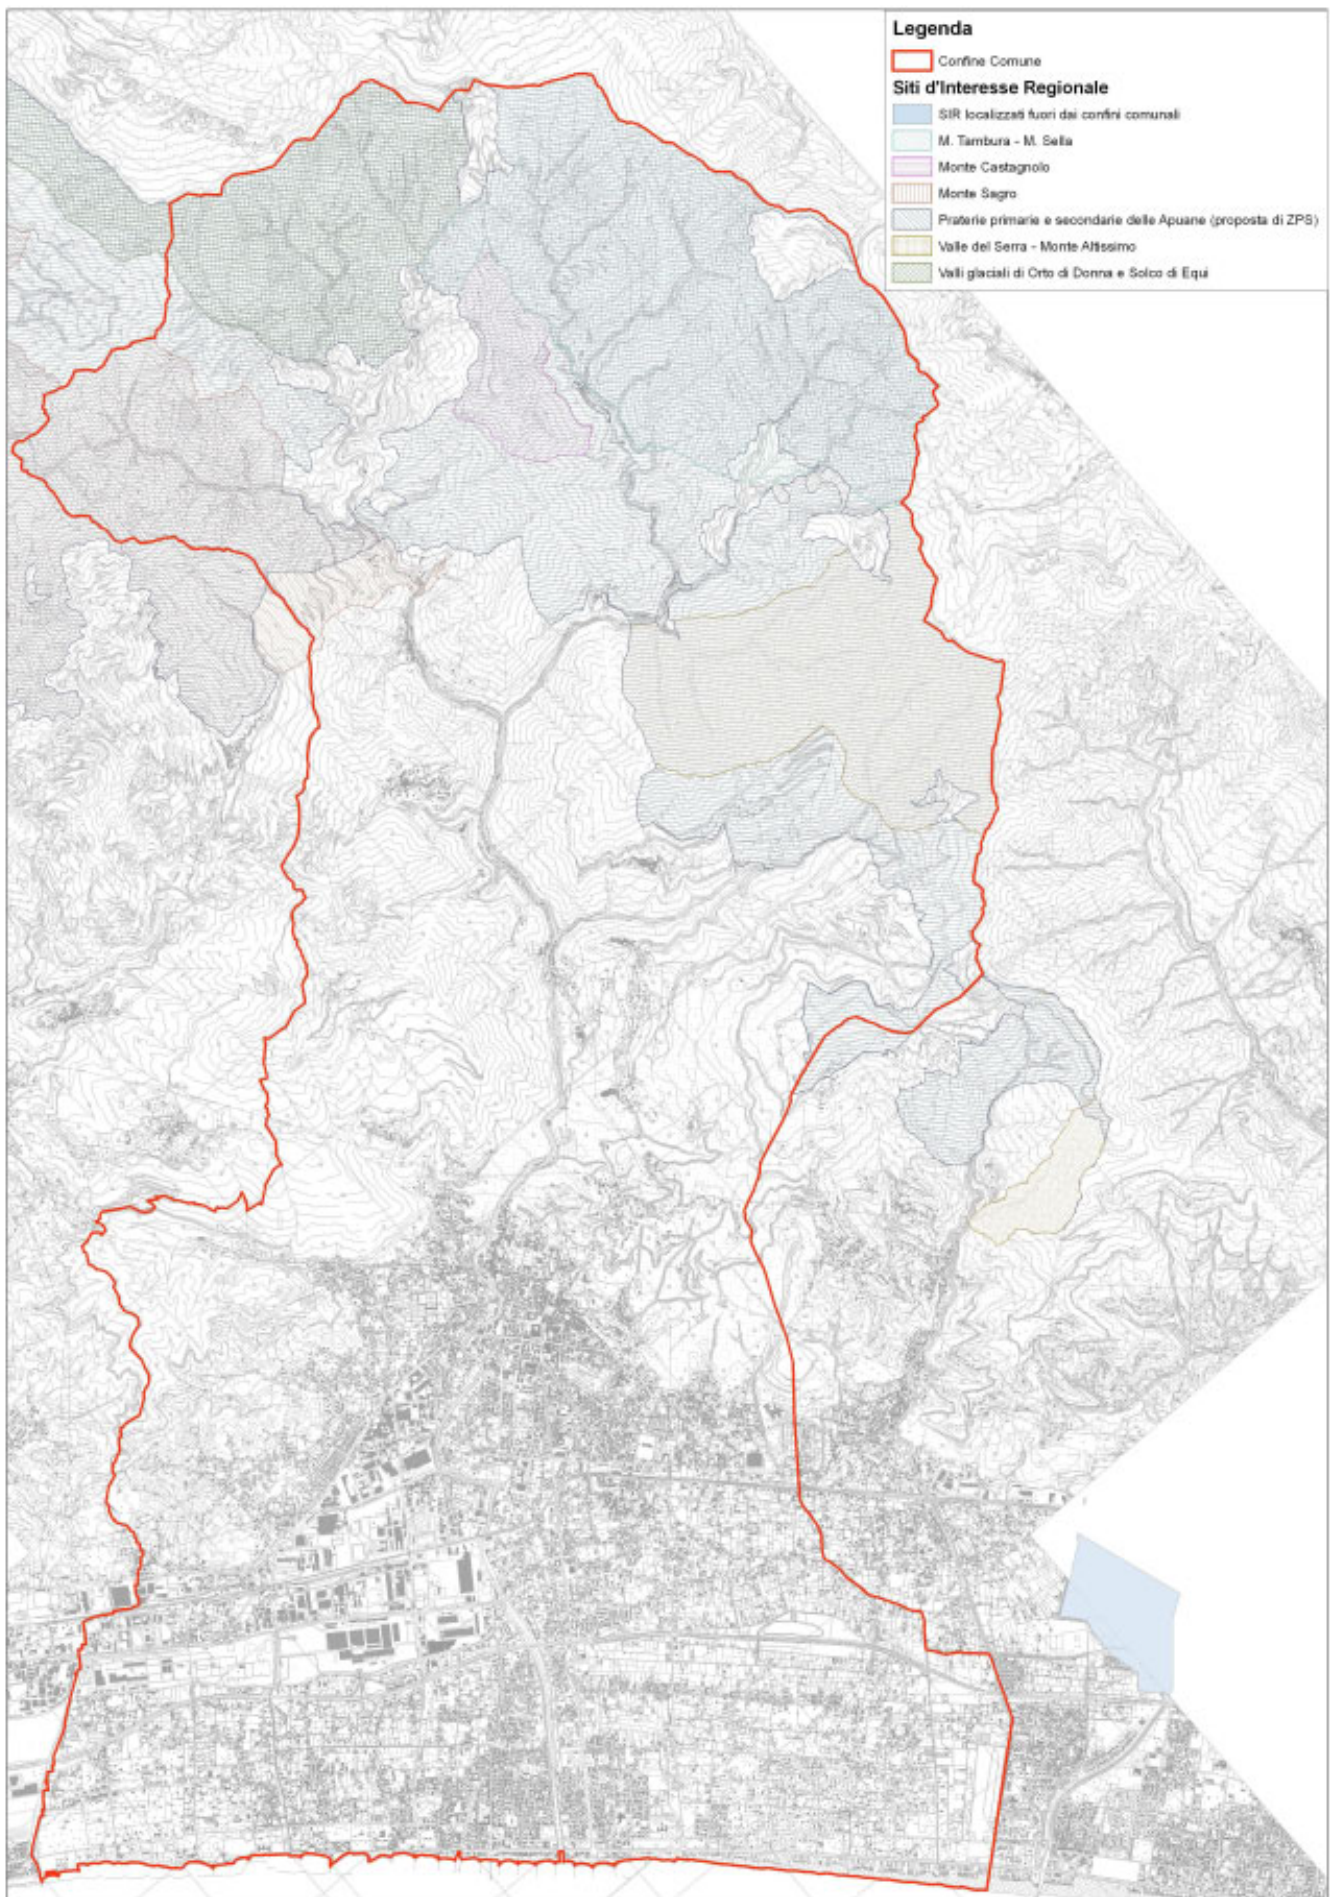 Legenda
Confine Comune
Siti d'Interesse Regionale
SIR localizzati fuori dai confini comunali
M. Tambura - M. Sella
Monte Castagnolo
Monte Sagro
Praterie primarie e secondarie delle Apuane (proposta di ZPS)
Valle del Serra - Monte Altissimo
Valli glaciali di Orto di Donna e Solco di Equi